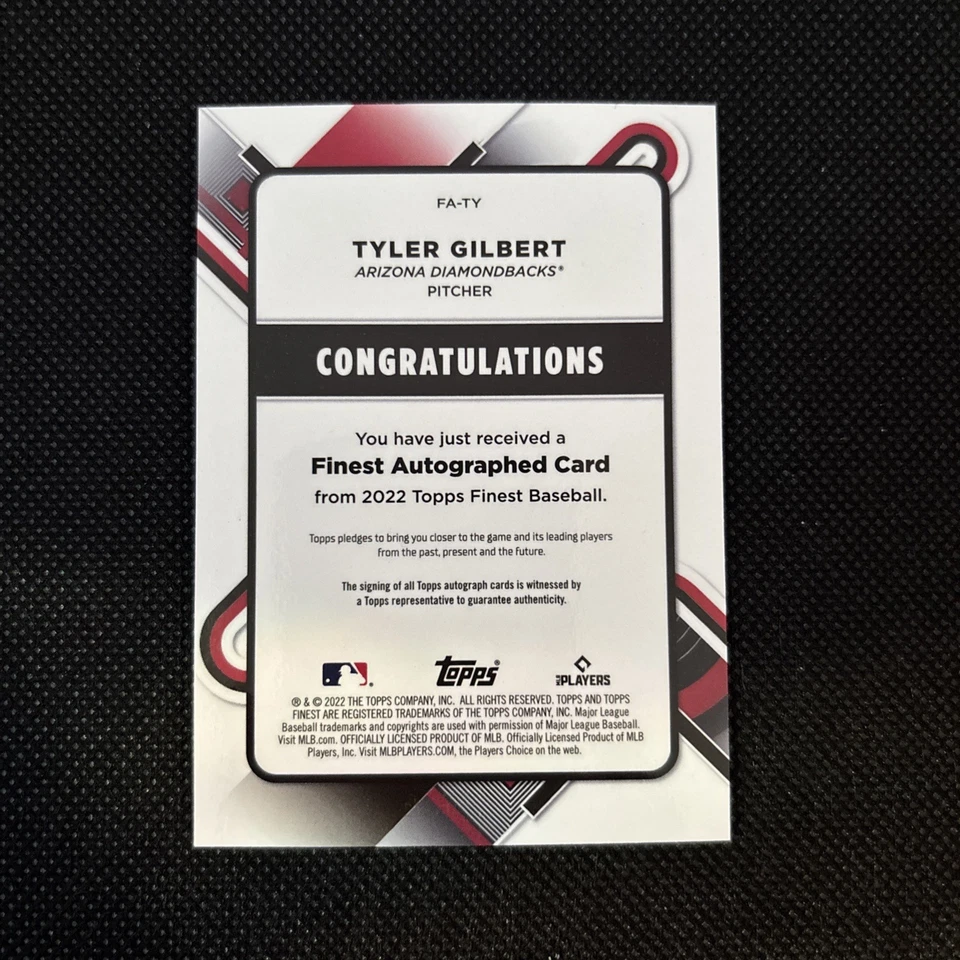 FA-TY
TYLER GILBERT
ARIZONA DIAMONDBACKS®
PITCHER
CONGRATULATIONS
You have just received a
Finest Autographed Card
from 2022 Topps Finest Baseball.
Topps pledges to bring you closer to the game and its leading players
from the past, present and the future.
The signing of all Topps autograph cards is witnessed by
a Topps representative to guarantee authenticity.
topps® MLB PLAYERS
® & © 2022 THE TOPPS COMPANY, INC. ALL RIGHTS RESERVED. TOPPS AND TOPPS
FINEST ARE REGISTERED TRADEMARKS OF THE TOPPS COMPANY, INC. Major League
Baseball trademarks and copyrights are used with permission of Major League Baseball.
Visit MLB.com. OFFICIALLY LICENSED PRODUCT OF MLB. Officially Licensed Product of MLB
Players, Inc. Visit MLBPLAYERS.COM, the Players Choice on the web.